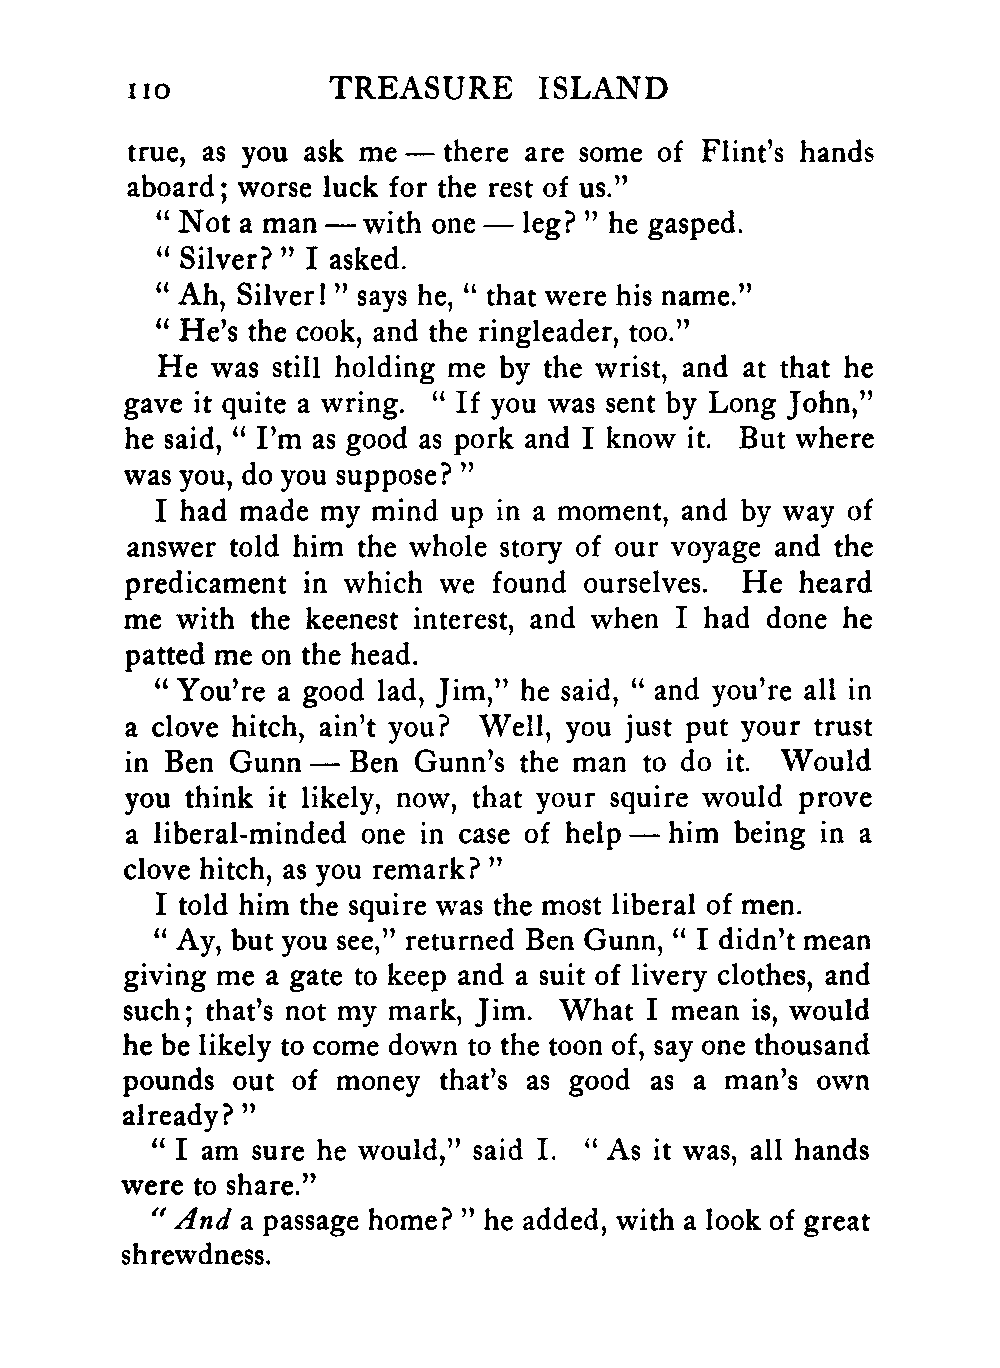 110 TREASURE ISLAND
true, as you ask me — there are some of Flint's hands
aboard; worse luck for the rest of us."
" Not a man — with one — leg? " he gasped.
" Silver? " I asked.
" Ah, Silver! " says he, " that were his name."
" He's the cook, and the ringleader, too."
He was still holding me by the wrist, and at that he
gave it quite a wring. " If you was sent by Long John,"
he said, " I'm as good as pork and I know it. But where
was you, do you suppose? "
I had made my mind up in a moment, and by way of
answer told him the whole story of our voyage and the
predicament in which we found ourselves. He heard
me with the keenest interest, and when I had done he
patted me on the head.
" You're a good lad, Jim," he said, " and you're all in
a clove hitch, ain't you? Well, you just put your trust
in Ben Gunn — Ben Gunn's the man to do it. Would
you think it likely, now, that your squire would prove
a liberal-minded one in case of help — him being in a
clove hitch, as you remark? "
I told him the squire was the most liberal of men.
" Ay, but you see," returned Ben Gunn, " I didn't mean
giving me a gate to keep and a suit of livery clothes, and
such; that's not my mark, Jim. What I mean is, would
he be likely to come down to the toon of, say one thousand
pounds out of money that's as good as a man's own
already? "
" I am sure he would," said I. " As it was, all hands
were to share."
" And a passage home? " he added, with a look of great
shrewdness.